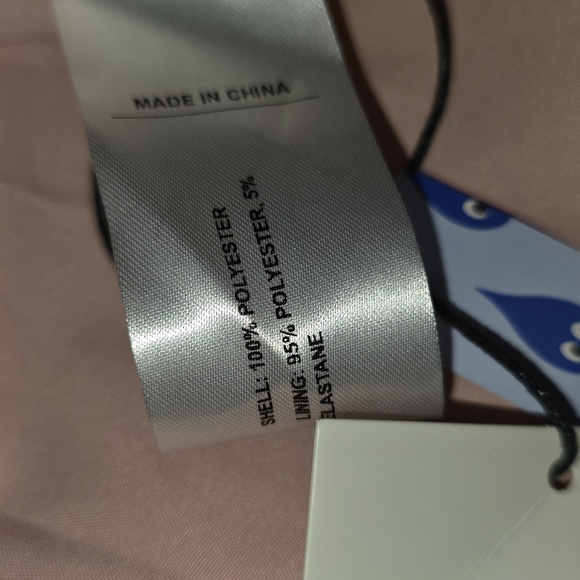 MADE IN CHINA
SHELL: 100% POLYESTER
LINING: 95% POLYESTER, 5%
ELASTANE.